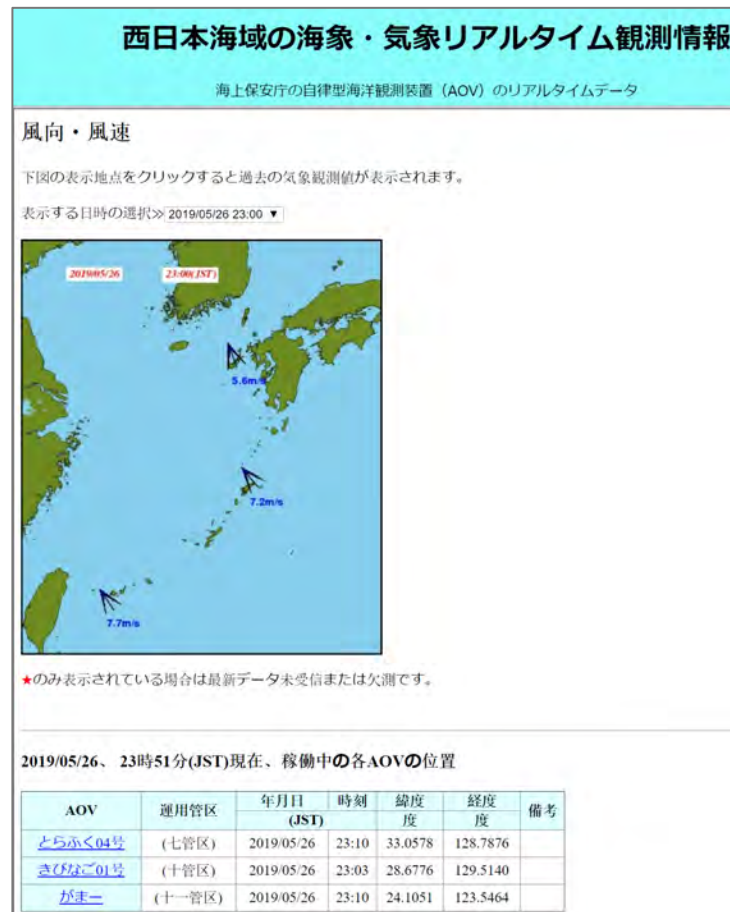 西日本海域の海象・気象リアルタイム観測情報
海上保安庁の自律型海洋観測装置（AOV）のリアルタイムデータ
風向・風速
下図の表示地点をクリックすると過去の気象観測値が表示されます。
表示する日時の選択≫ 2019/05/26 23:00 ▼
2019/05/26 23:00(JST)
5.6m/s
7.2m/s
7.7m/s
★のみ表示されている場合は最新データ未受信または欠測です。
2019/05/26、 23時51分(JST)現在、稼働中の各AOVの位置
AOV 運用管区 年月日 時刻 緯度 経度 備考
(JST) 度 度
とらふく04号 (七管区) 2019/05/26 23:10 33.0578 128.7876
きびなご01号 (十管区) 2019/05/26 23:03 28.6776 129.5140
がまー (十一管区) 2019/05/26 23:10 24.1051 123.5464